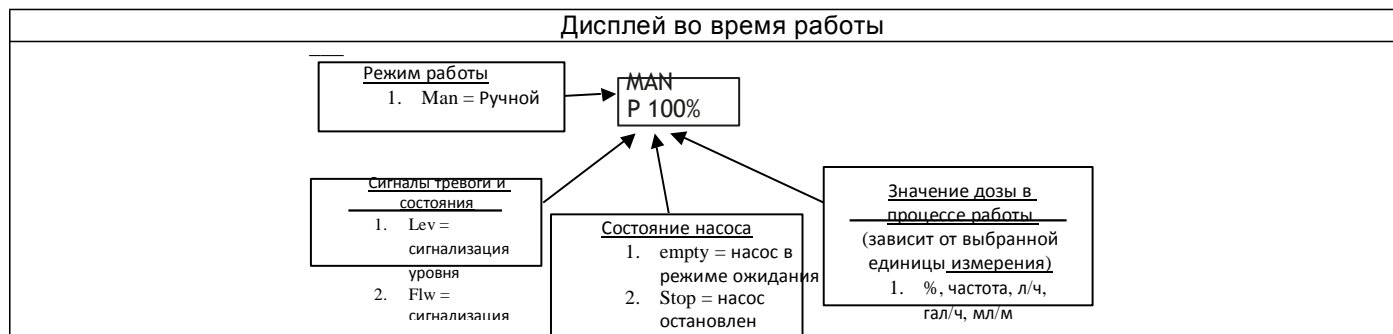 Дисплей во время работы
Режим работы
1. Man = Ручной
MAN
P 100%
Сигналы тревоги и
состояния
1. Lev =
сигнализация
уровня
2. Flw =
сигнализация
Состояние насоса
1. empty = насос в
режиме ожидания
2. Stop = насос
остановлен
Значение дозы в
процессе работы
(зависит от выбранной
единицы измерения)
1. %, частота, л/ч,
гал/ч, мл/м